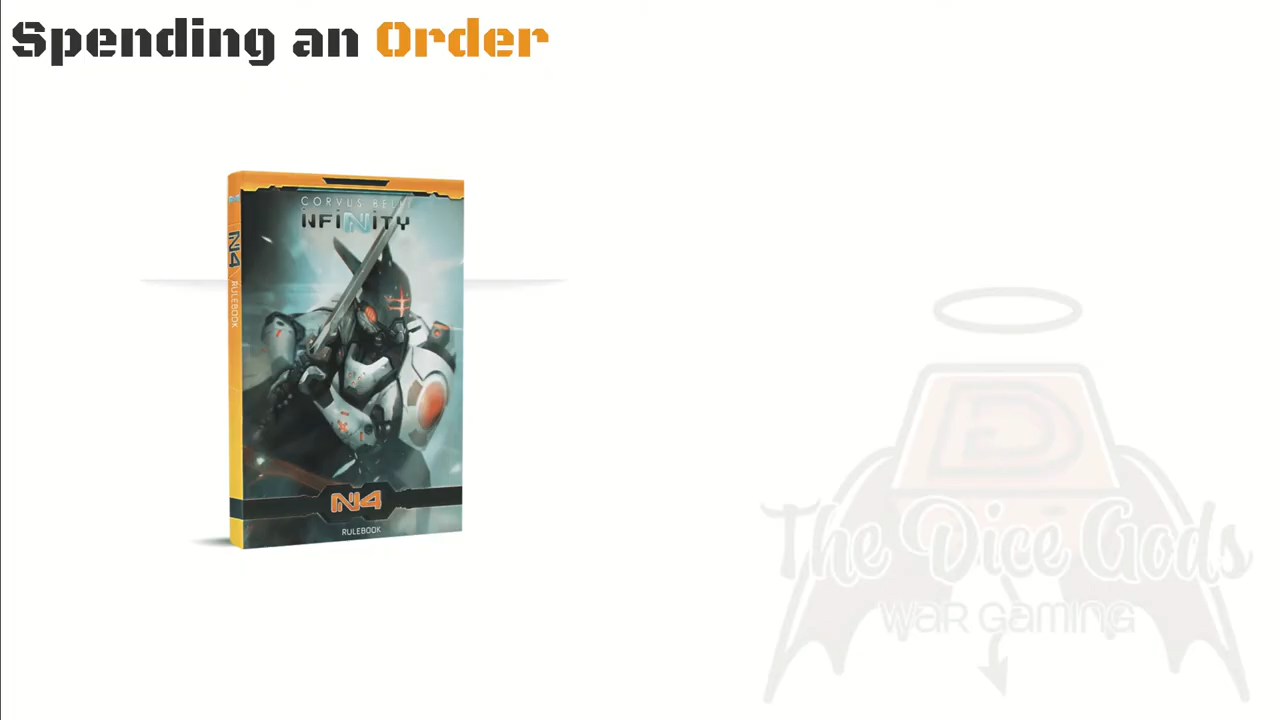 Spending an Order
CORVUS BELLI
INFINITY
N4
RULEBOOK
N4
RULEBOOK
D
The Dice Gods
WAR GAMING